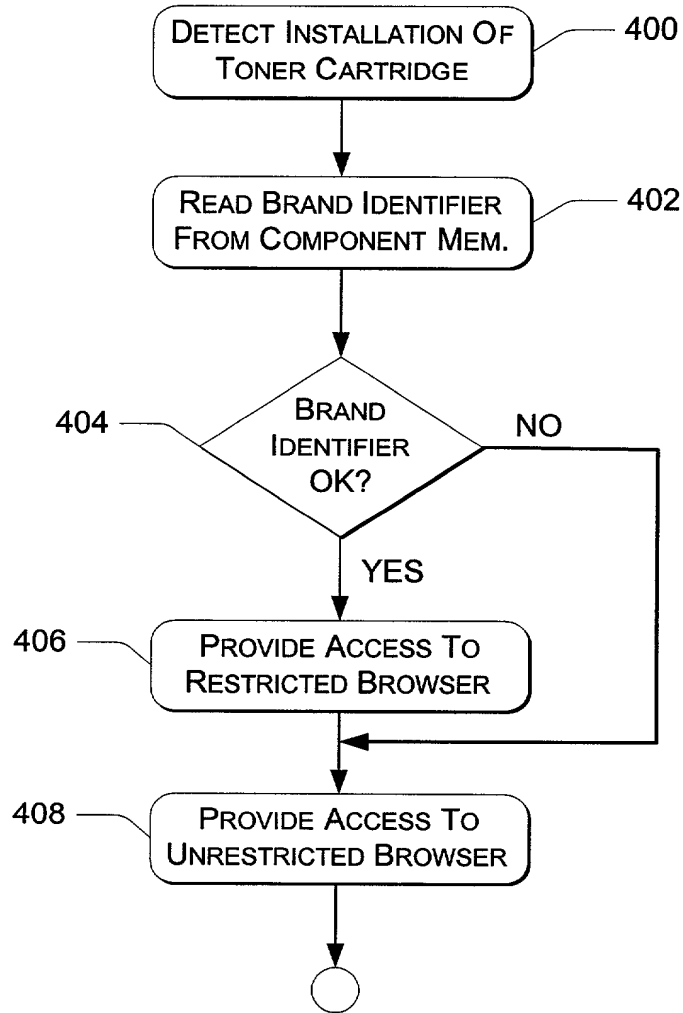 DETECT INSTALLATION OF
TONER CARTRIDGE
400
READ BRAND IDENTIFIER
FROM COMPONENT MEM.
402
404
BRAND
IDENTIFIER
OK?
NO
YES
406
PROVIDE ACCESS TO
RESTRICTED BROWSER
408
PROVIDE ACCESS TO
UNRESTRICTED BROWSER